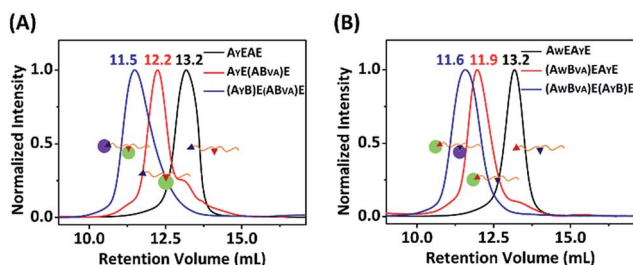 (A)
11.5 12.2 13.2
AYEAE
AYE(ABVA)E
(AYB)E(ABVA)E
1.0
0.5
0.0
Normalized Intensity
10.0 12.5 15.0
Retention Volume (mL)
(B)
11.6 11.9 13.2
AWEAYE
(AWBVA)EAYE
(AWBVA)E(AYB)E
1.0
0.5
0.0
Normalized Intensity
10.0 12.5 15.0
Retention Volume (mL)